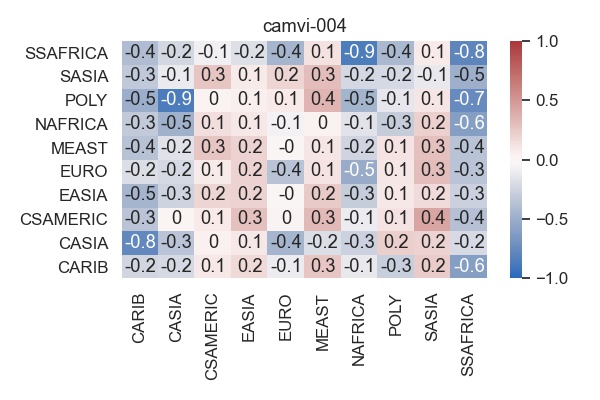 camvi-004
SSAFRICA -0.4 -0.2 -0.1 -0.2 -0.4 0.1 -0.9 -0.4 0.1 -0.8
SASIA -0.3 -0.1 0.3 0.1 0.2 0.3 -0.2 -0.2 -0.1 -0.5
POLY -0.5 -0.9 0 0.1 0.1 0.4 -0.5 -0.1 0.1 -0.7
NAFRICA -0.3 -0.5 0.1 0.1 -0.1 0 -0.1 -0.3 0.2 -0.6
MEAST -0.4 -0.2 0.3 0.2 -0 0.1 -0.2 0.1 0.3 -0.4
EURO -0.2 -0.2 0.1 0.2 -0.4 0.1 -0.5 0.1 0.3 -0.3
EASIA -0.5 -0.3 0.2 0.2 -0 0.2 -0.3 0.1 0.2 -0.3
CSAMERIC -0.3 0 0.1 0.3 0 0.3 -0.1 0.1 0.4 -0.4
CASIA -0.8 -0.3 0 0.1 -0.4 -0.2 -0.3 0.2 0.2 -0.2
CARIB -0.2 -0.2 0.1 0.2 -0.1 0.3 -0.1 -0.3 0.2 -0.6
CARIB CASIA CSAMERIC EASIA EURO MEAST NAFRICA POLY SASIA SSAFRICA
1.0
0.5
0.0
−0.5
−1.0